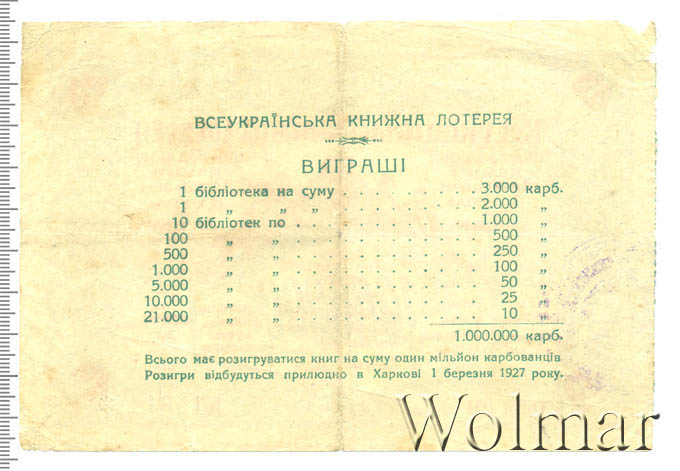 ВСЕУКРАЇНСЬКА КНИЖНА ЛОТЕРЕЯ
ВИГРАШІ
1 бібліотека на суму . . . . . . . . . . 3.000 карб.
1 „ „ „ . . . . . . . . . . 2.000 „
10 бібліотек по . . . . . . . . . . . 1.000 „
100 „ „ . . . . . . . . . . . 500 „
500 „ „ . . . . . . . . . . . 250 „
1.000 „ „ . . . . . . . . . . . 100 „
5.000 „ „ . . . . . . . . . . . 50 „
10.000 „ „ . . . . . . . . . . . 25 „
21.000 „ „ . . . . . . . . . . . 10 „
1.000.000 карб.
Всього має розигруватися книг на суму один мільйон карбованців
Розигри відбудуться прилюдно в Харкові 1 березня 1927 року.
Wolmar